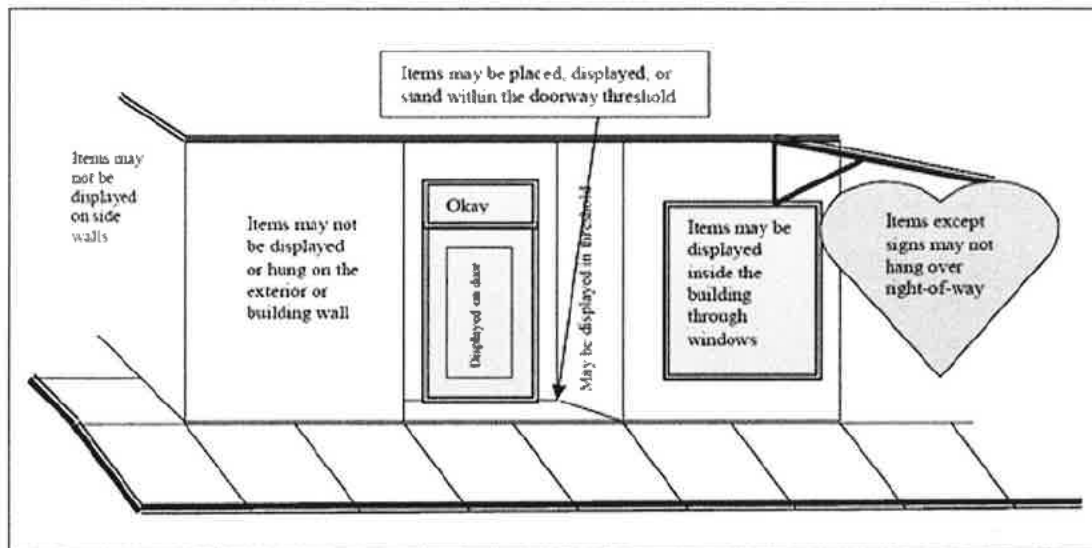 Items may be placed, displayed, or
stand within the doorway threshold
Items may
not be
displayed
on side
walls
Items may not
be displayed
or hung on the
exterior or
building wall
Okay
Displayed on door
May be displayed in threshold
Items may be
displayed
inside the
building
through
windows
Items except
signs may not
hang over
right-of-way